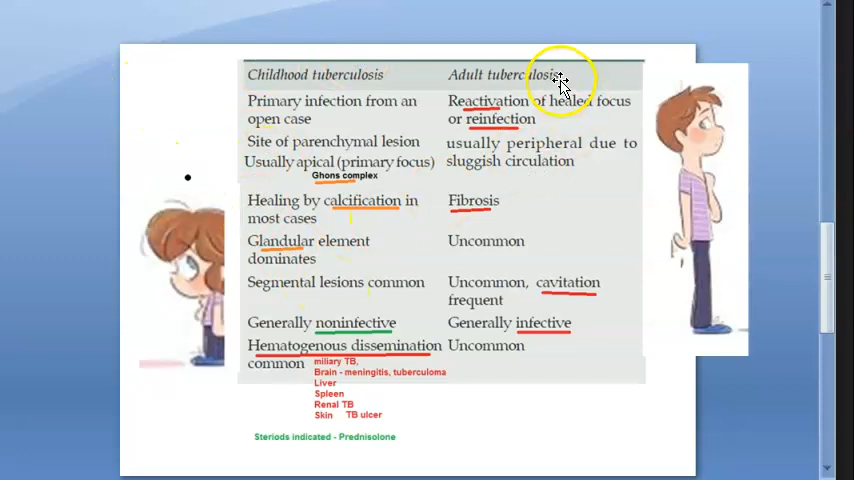 Childhood tuberculosis Adult tuberculosis
Primary infection from an Reactivation of healed focus
open case or reinfection
Site of parenchymal lesion usually peripheral due to
Usually apical (primary focus) sluggish circulation
Ghons complex
Healing by calcification in Fibrosis
most cases
Glandular element Uncommon
dominates
Segmental lesions common Uncommon, cavitation
frequent
Generally noninfective Generally infective
Hematogenous dissemination Uncommon
common
miliary TB,
Brain - meningitis, tuberculoma
Liver
Spleen
Renal TB
Skin TB ulcer
Steriods indicated - Prednisolone